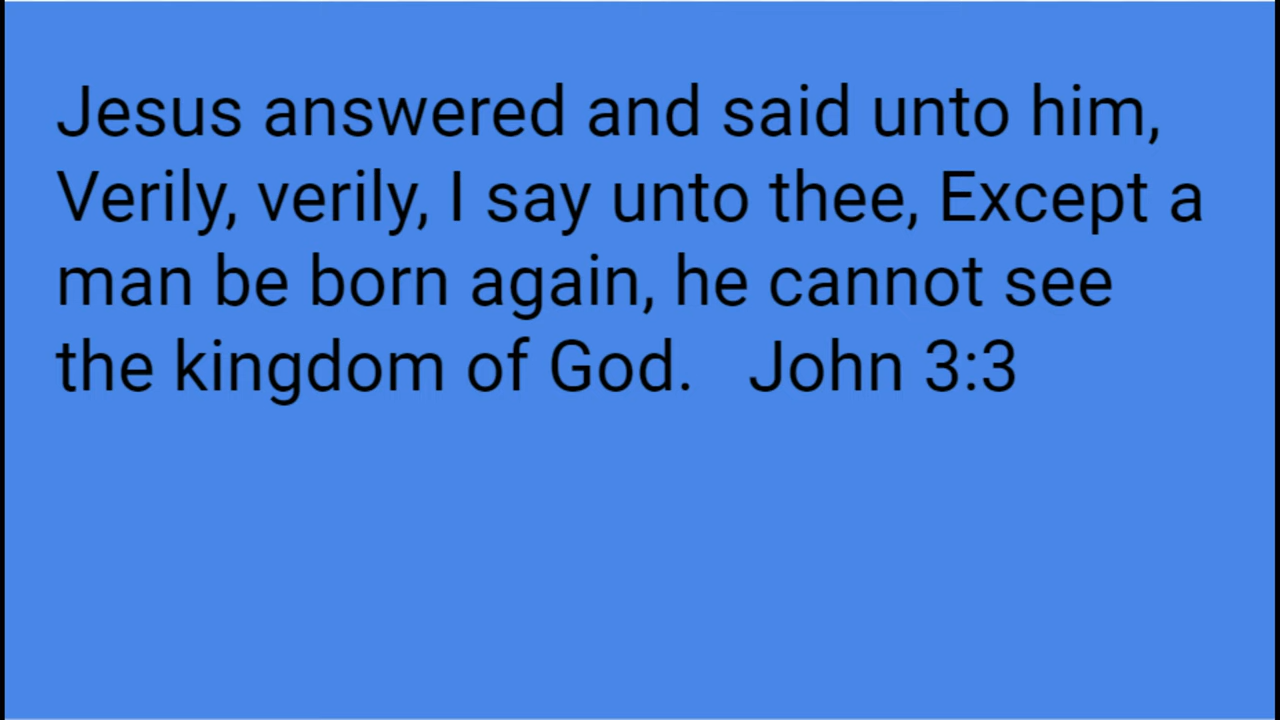 Jesus answered and said unto him,
Verily, verily, I say unto thee, Except a
man be born again, he cannot see
the kingdom of God.   John 3:3